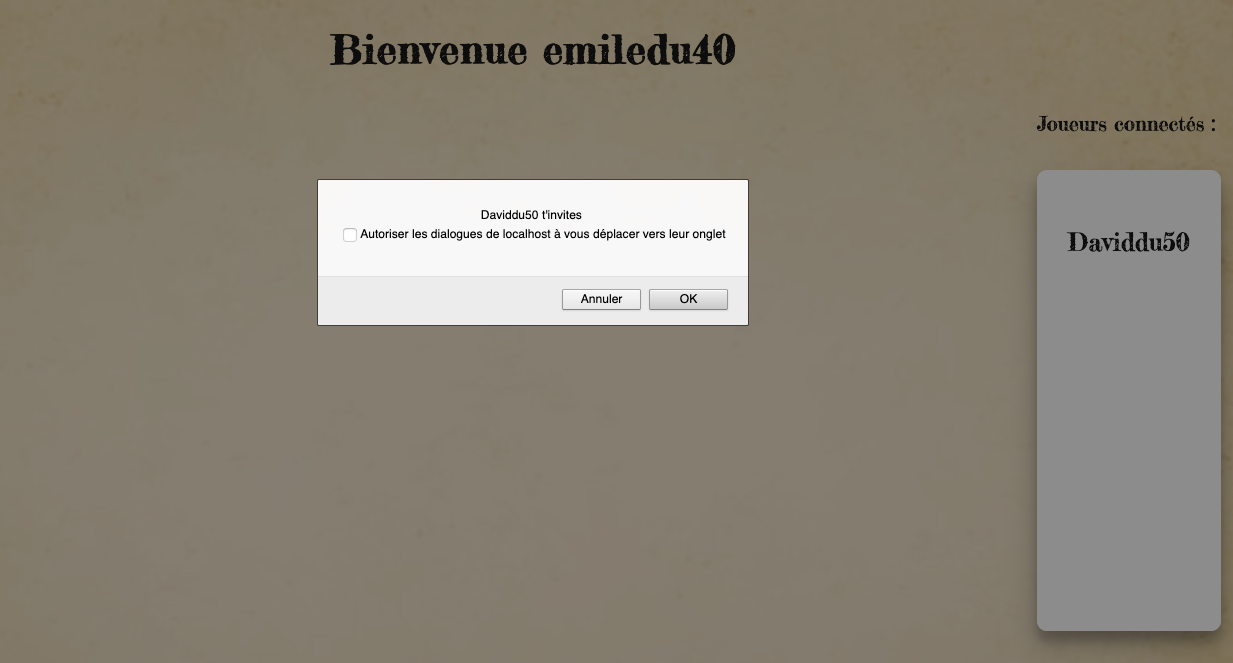 Bienvenue emiledu40
Joueurs connectés :
Daviddu50 t'invites
Autoriser les dialogues de localhost à vous déplacer vers leur onglet
Daviddu50
Annuler
OK